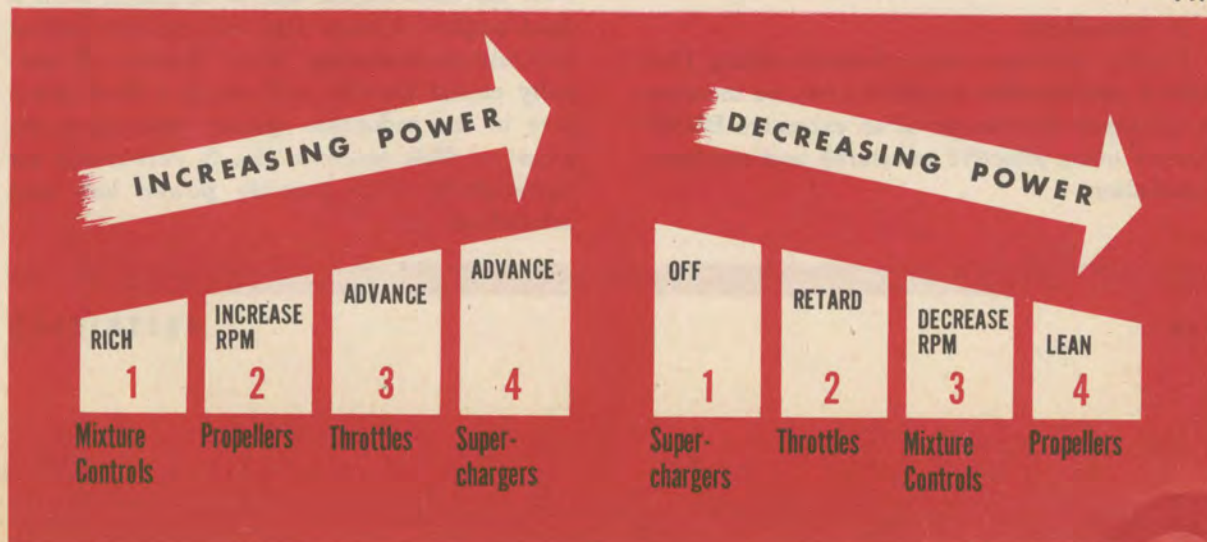 INCREASING POWER
RICH
1
Mixture
Controls
INCREASE
RPM
2
Propellers
ADVANCE
3
Throttles
ADVANCE
4
Super-
chargers
DECREASING POWER
OFF
1
Super-
chargers
RETARD
2
Throttles
DECREASE
RPM
3
Mixture
Controls
LEAN
4
Propellers